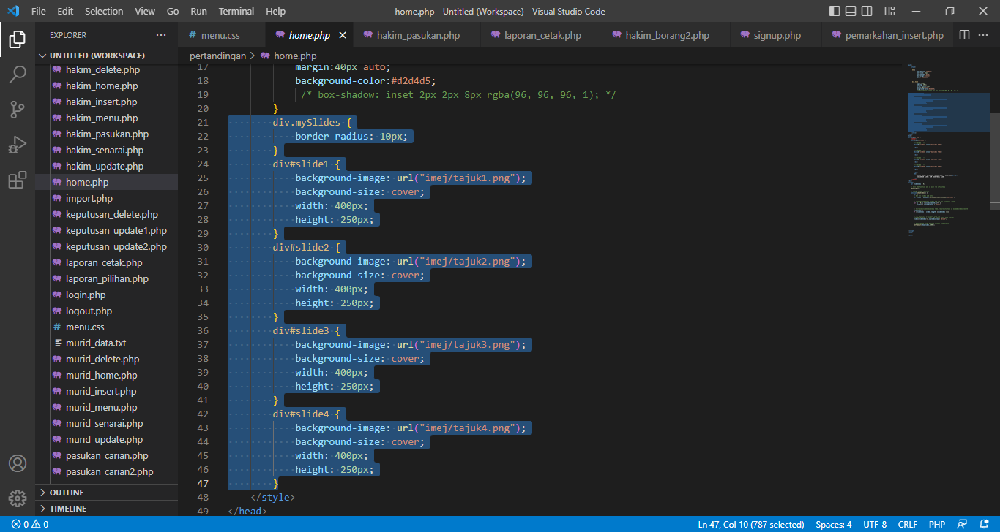 File Edit Selection View Go Run Terminal Help
home.php - Untitled (Workspace) - Visual Studio Code
EXPLORER
UNTITLED (WORKSPACE)
hakim_delete.php
hakim_home.php
hakim_insert.php
hakim_menu.php
hakim_pasukan.php
hakim_senarai.php
hakim_update.php
home.php
import.php
keputusan_delete.php
keputusan_update1.php
keputusan_update2.php
laporan_cetak.php
laporan_pilihan.php
login.php
logout.php
# menu.css
murid_data.txt
murid_delete.php
murid_home.php
murid_insert.php
murid_menu.php
murid_senarai.php
murid_update.php
pasukan_carian.php
pasukan_carian2.php
OUTLINE
TIMELINE
# menu.css home.php hakim_pasukan.php laporan_cetak.php hakim_borang2.php signup.php pemarkahan_insert.php
pertandingan > home.php
17 margin:40px auto;
18 background-color:#d2d4d5;
19 /* box-shadow: inset 2px 2px 8px rgba(96, 96, 96, 1); */
20 }
21 div.mySlides {
22 border-radius: 10px;
23 }
24 div#slide1 {
25 background-image: url("imej/tajuk1.png");
26 background-size: cover;
27 width: 400px;
28 height: 250px;
29 }
30 div#slide2 {
31 background-image: url("imej/tajuk2.png");
32 background-size: cover;
33 width: 400px;
34 height: 250px;
35 }
36 div#slide3 {
37 background-image: url("imej/tajuk3.png");
38 background-size: cover;
39 width: 400px;
40 height: 250px;
41 }
42 div#slide4 {
43 background-image: url("imej/tajuk4.png");
44 background-size: cover;
45 width: 400px;
46 height: 250px;
47 }
48 </style>
49 </head>
0 0 Ln 47, Col 10 (787 selected) Spaces: 4 UTF-8 CRLF PHP